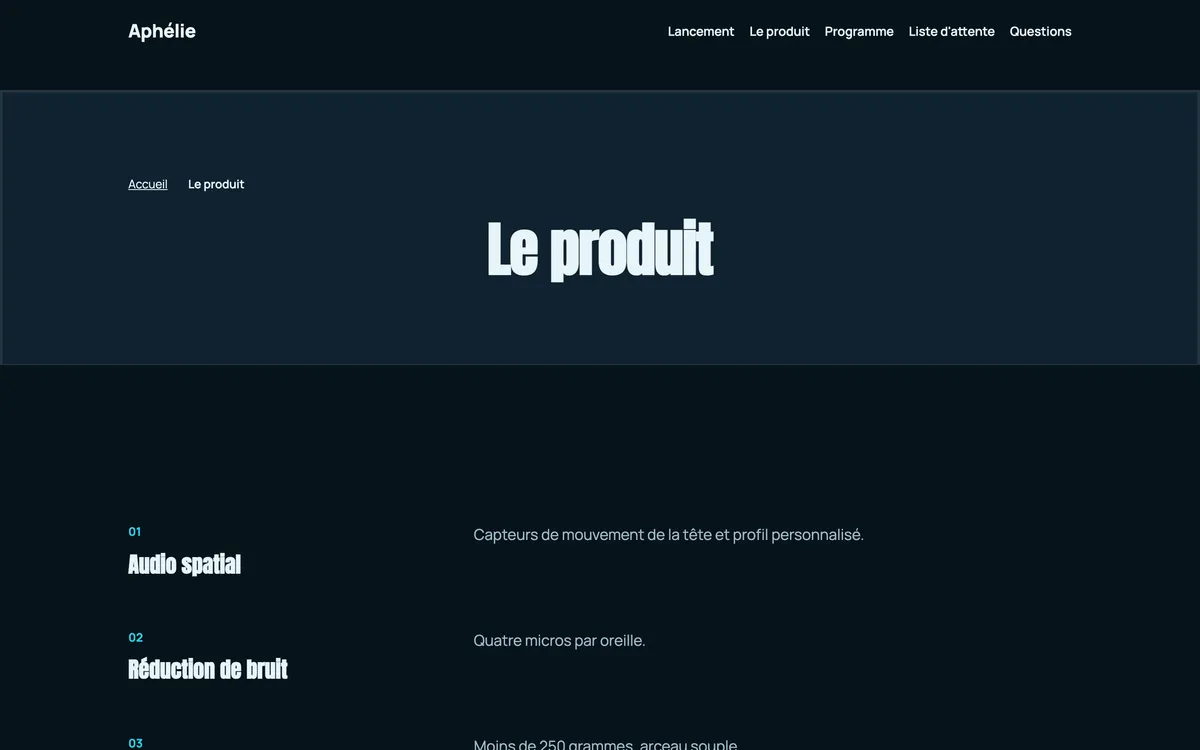 Aphélie
Lancement Le produit Programme Liste d'attente Questions
Accueil Le produit
Le produit
01
Audio spatial
Capteurs de mouvement de la tête et profil personnalisé.
02
Réduction de bruit
Quatre micros par oreille.
03
Moins de 250 grammes, arceau souple